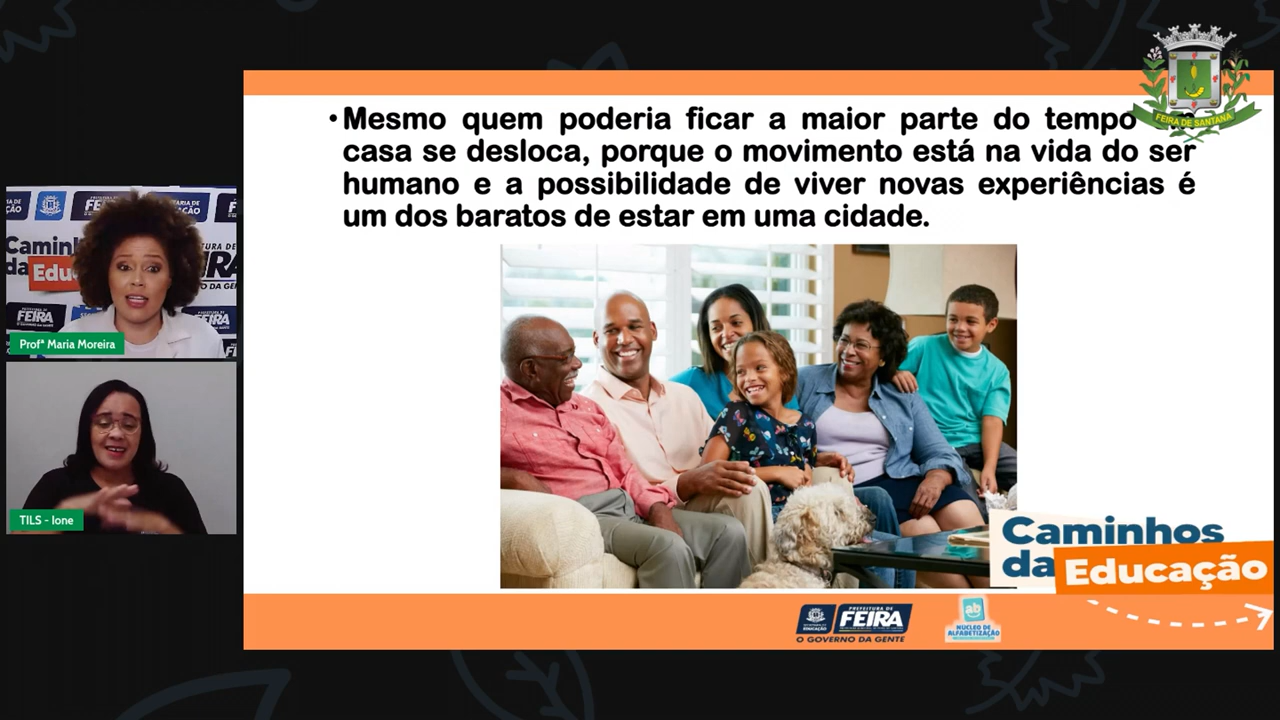 FEIRA DE SANTANA
• Mesmo quem poderia ficar a maior parte do tempo
casa se desloca, porque o movimento está na vida do ser
humano e a possibilidade de viver novas experiências é
um dos baratos de estar em uma cidade.
Profª Maria Moreira
TILS - Ione
Caminhos
da Educação
PREFEITURA DE
FEIRA
EDUCAÇÃO
O GOVERNO DA GENTE
ab
NÚCLEO DE
ALFABETIZAÇÃO